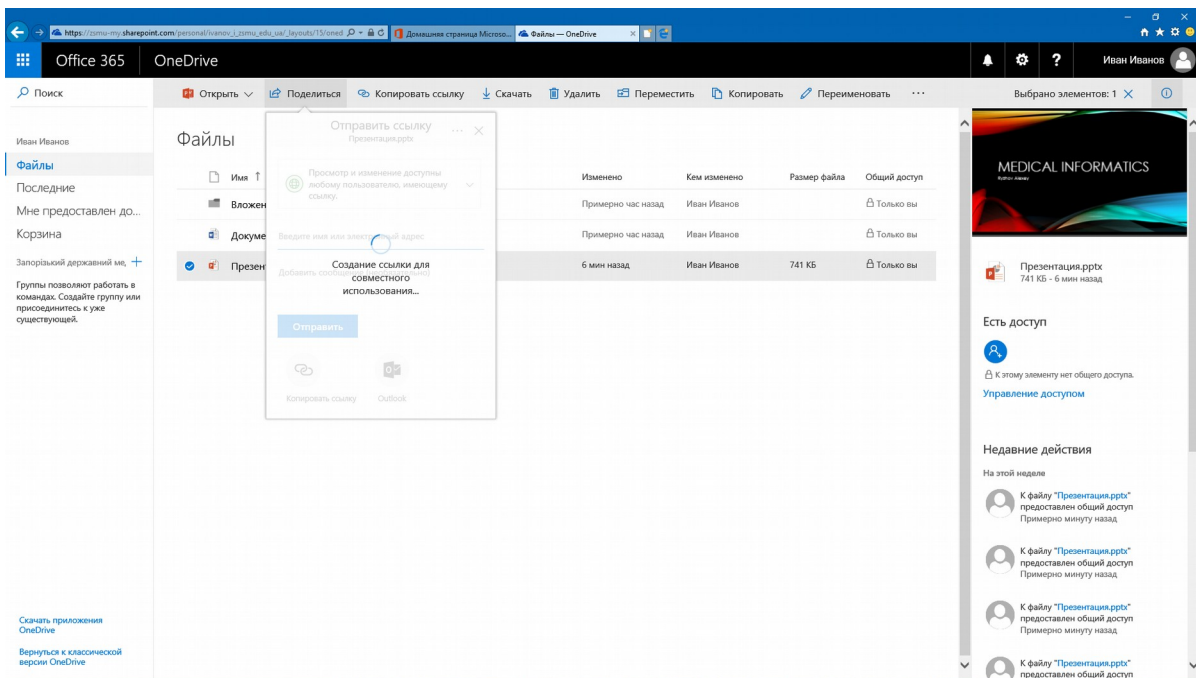 https://zsmu-my.sharepoint.com/personal/ivanov_i_zsmu_edu_ua/_layouts/15/oned
Домашняя страница Microso...
Файлы — OneDrive
Office 365
OneDrive
Иван Иванов
Поиск
Открыть
Поделиться
Копировать ссылку
Скачать
Удалить
Переместить
Копировать
Переименовать
...
Выбрано элементов: 1
Иван Иванов
Файлы
Последние
Мне предоставлен до...
Корзина
Запорізький державний ме,
Группы позволяют работать в
командах. Создайте группу или
присоединитесь к уже
существующей.
Скачать приложения
OneDrive
Вернуться к классической
версии OneDrive
Файлы
Имя
Изменено
Кем изменено
Размер файла
Общий доступ
Вложен
Примерно час назад
Иван Иванов
Только вы
Докуме
Примерно час назад
Иван Иванов
Только вы
Презен
6 мин назад
Иван Иванов
741 КБ
Только вы
Отправить ссылку
Презентация.pptx
Просмотр и изменение доступны
любому пользователю, имеющему
ссылку.
Введите имя или электронный адрес
Создание ссылки для
совместного
использования...
Отправить
Копировать ссылку
Outlook
MEDICAL INFORMATICS
Презентация.pptx
741 КБ - 6 мин назад
Есть доступ
К этому элементу нет общего доступа.
Управление доступом
Недавние действия
На этой неделе
К файлу "Презентация.pptx"
предоставлен общий доступ
Примерно минуту назад
К файлу "Презентация.pptx"
предоставлен общий доступ
Примерно минуту назад
К файлу "Презентация.pptx"
предоставлен общий доступ
Примерно минуту назад
К файлу "Презентация.pptx"
предоставлен общий доступ